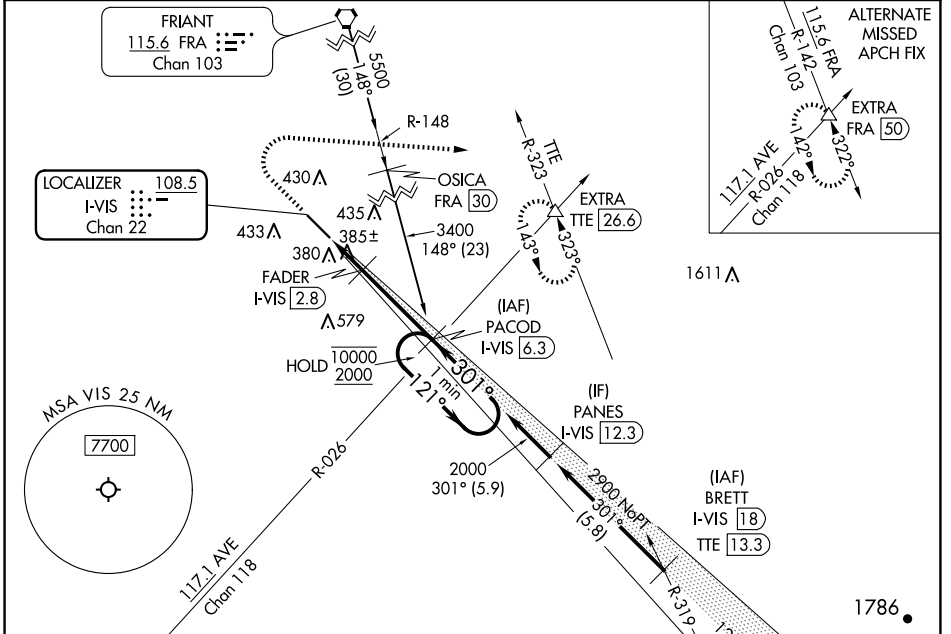 FRIANT
115.6 FRA
Chan 103
5500
148°
(30)
R-148
TTE
R-323
ALTERNATE
MISSED
APCH FIX
115.6 FRA
R-142
Chan 103
EXTRA
FRA 50
142°
322°
117.1 AVE
R-026
Chan 118
LOCALIZER 108.5
I-VIS
Chan 22
430
OSICA
FRA 30
EXTRA
TTE 26.6
433
435
385±
3400
148° (23)
143°
323°
380
FADER
I-VIS 2.8
1611
579
(IAF)
PACOD
I-VIS 6.3
HOLD 10000
2000
301°
1 min
121°
(IF)
PANES
I-VIS 12.3
MSA VIS 25 NM
7700
2000
301° (5.9)
R-026
2900 NoPT
301°
(5.8)
(IAF)
BRETT
I-VIS 18
TTE 13.3
117.1 AVE
Chan 118
R-319
1786